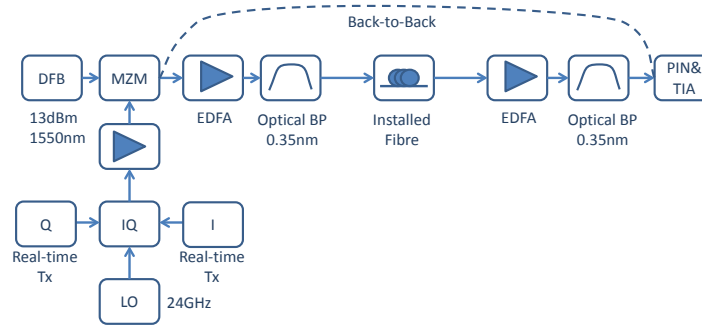 Back-to-Back
DFB
MZM
PIN&
TIA
13dBm
1550nm
EDFA
Optical BP
0.35nm
Installed
Fibre
EDFA
Optical BP
0.35nm
Q
IQ
I
Real-time
Tx
Real-time
Tx
LO
24GHz